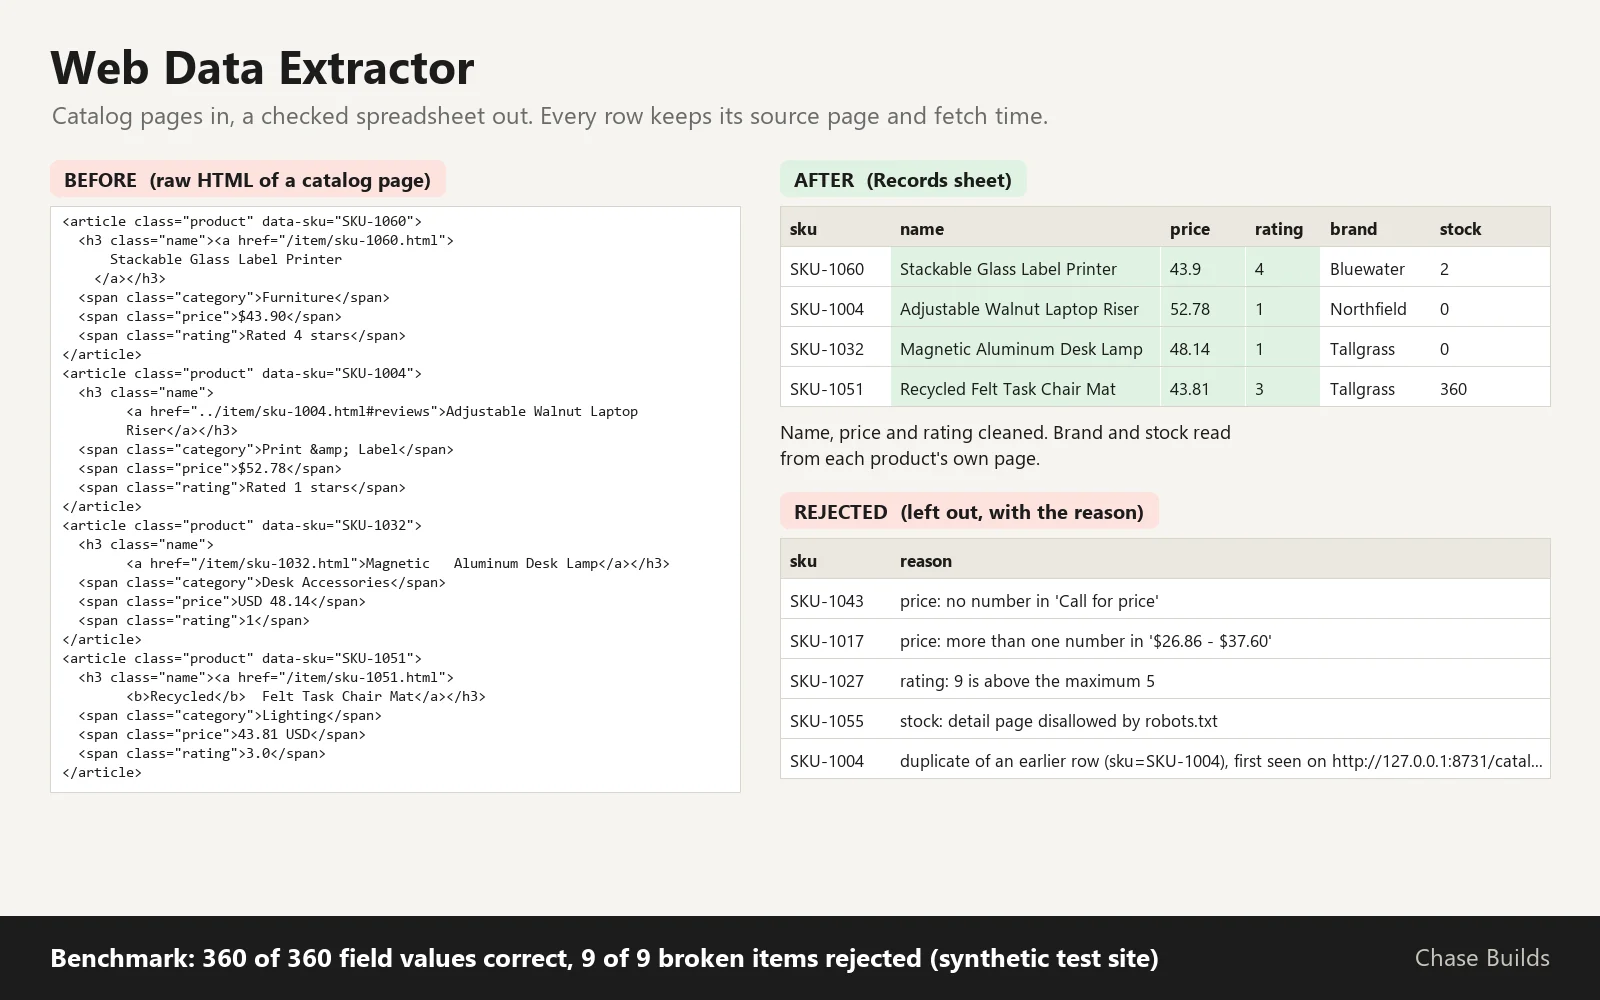 Web Data Extractor
Catalog pages in, a checked spreadsheet out. Every row keeps its source page and fetch time.
BEFORE (raw HTML of a catalog page)
<article class="product" data-sku="SKU-1060">
  <h3 class="name"><a href="/item/sku-1060.html">
      Stackable Glass Label Printer
    </a></h3>
  <span class="category">Furniture</span>
  <span class="price">$43.90</span>
  <span class="rating">Rated 4 stars</span>
</article>
<article class="product" data-sku="SKU-1004">
  <h3 class="name">
        <a href="../item/sku-1004.html#reviews">Adjustable Walnut Laptop
        Riser</a></h3>
  <span class="category">Print &amp; Label</span>
  <span class="price">$52.78</span>
  <span class="rating">Rated 1 stars</span>
</article>
<article class="product" data-sku="SKU-1032">
  <h3 class="name">
        <a href="/item/sku-1032.html">Magnetic   Aluminum Desk Lamp</a></h3>
  <span class="category">Desk Accessories</span>
  <span class="price">USD 48.14</span>
  <span class="rating">1</span>
</article>
<article class="product" data-sku="SKU-1051">
  <h3 class="name"><a href="/item/sku-1051.html">
        <b>Recycled</b>  Felt Task Chair Mat</a></h3>
  <span class="category">Lighting</span>
  <span class="price">43.81 USD</span>
  <span class="rating">3.0</span>
</article>
AFTER (Records sheet)
sku name price rating brand stock
SKU-1060 Stackable Glass Label Printer 43.9 4 Bluewater 2
SKU-1004 Adjustable Walnut Laptop Riser 52.78 1 Northfield 0
SKU-1032 Magnetic Aluminum Desk Lamp 48.14 1 Tallgrass 0
SKU-1051 Recycled Felt Task Chair Mat 43.81 3 Tallgrass 360
Name, price and rating cleaned. Brand and stock read
from each product's own page.
REJECTED (left out, with the reason)
sku reason
SKU-1043 price: no number in 'Call for price'
SKU-1017 price: more than one number in '$26.86 - $37.60'
SKU-1027 rating: 9 is above the maximum 5
SKU-1055 stock: detail page disallowed by robots.txt
SKU-1004 duplicate of an earlier row (sku=SKU-1004), first seen on http://127.0.0.1:8731/catal...
Benchmark: 360 of 360 field values correct, 9 of 9 broken items rejected (synthetic test site)
Chase Builds